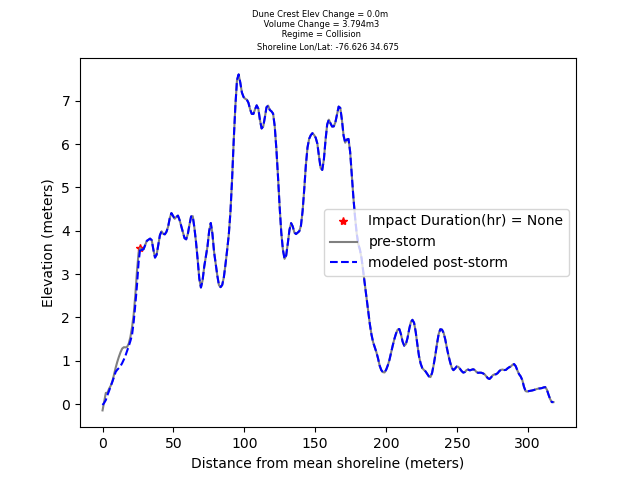 Dune Crest Elev Change = 0.0m
Volume Change = 3.794m3
Regime = Collision
Shoreline Lon/Lat: -76.626 34.675
7
6
5
4
3
2
1
0
Elevation (meters)
Impact Duration(hr) = None
pre-storm
modeled post-storm
0 50 100 150 200 250 300
Distance from mean shoreline (meters)